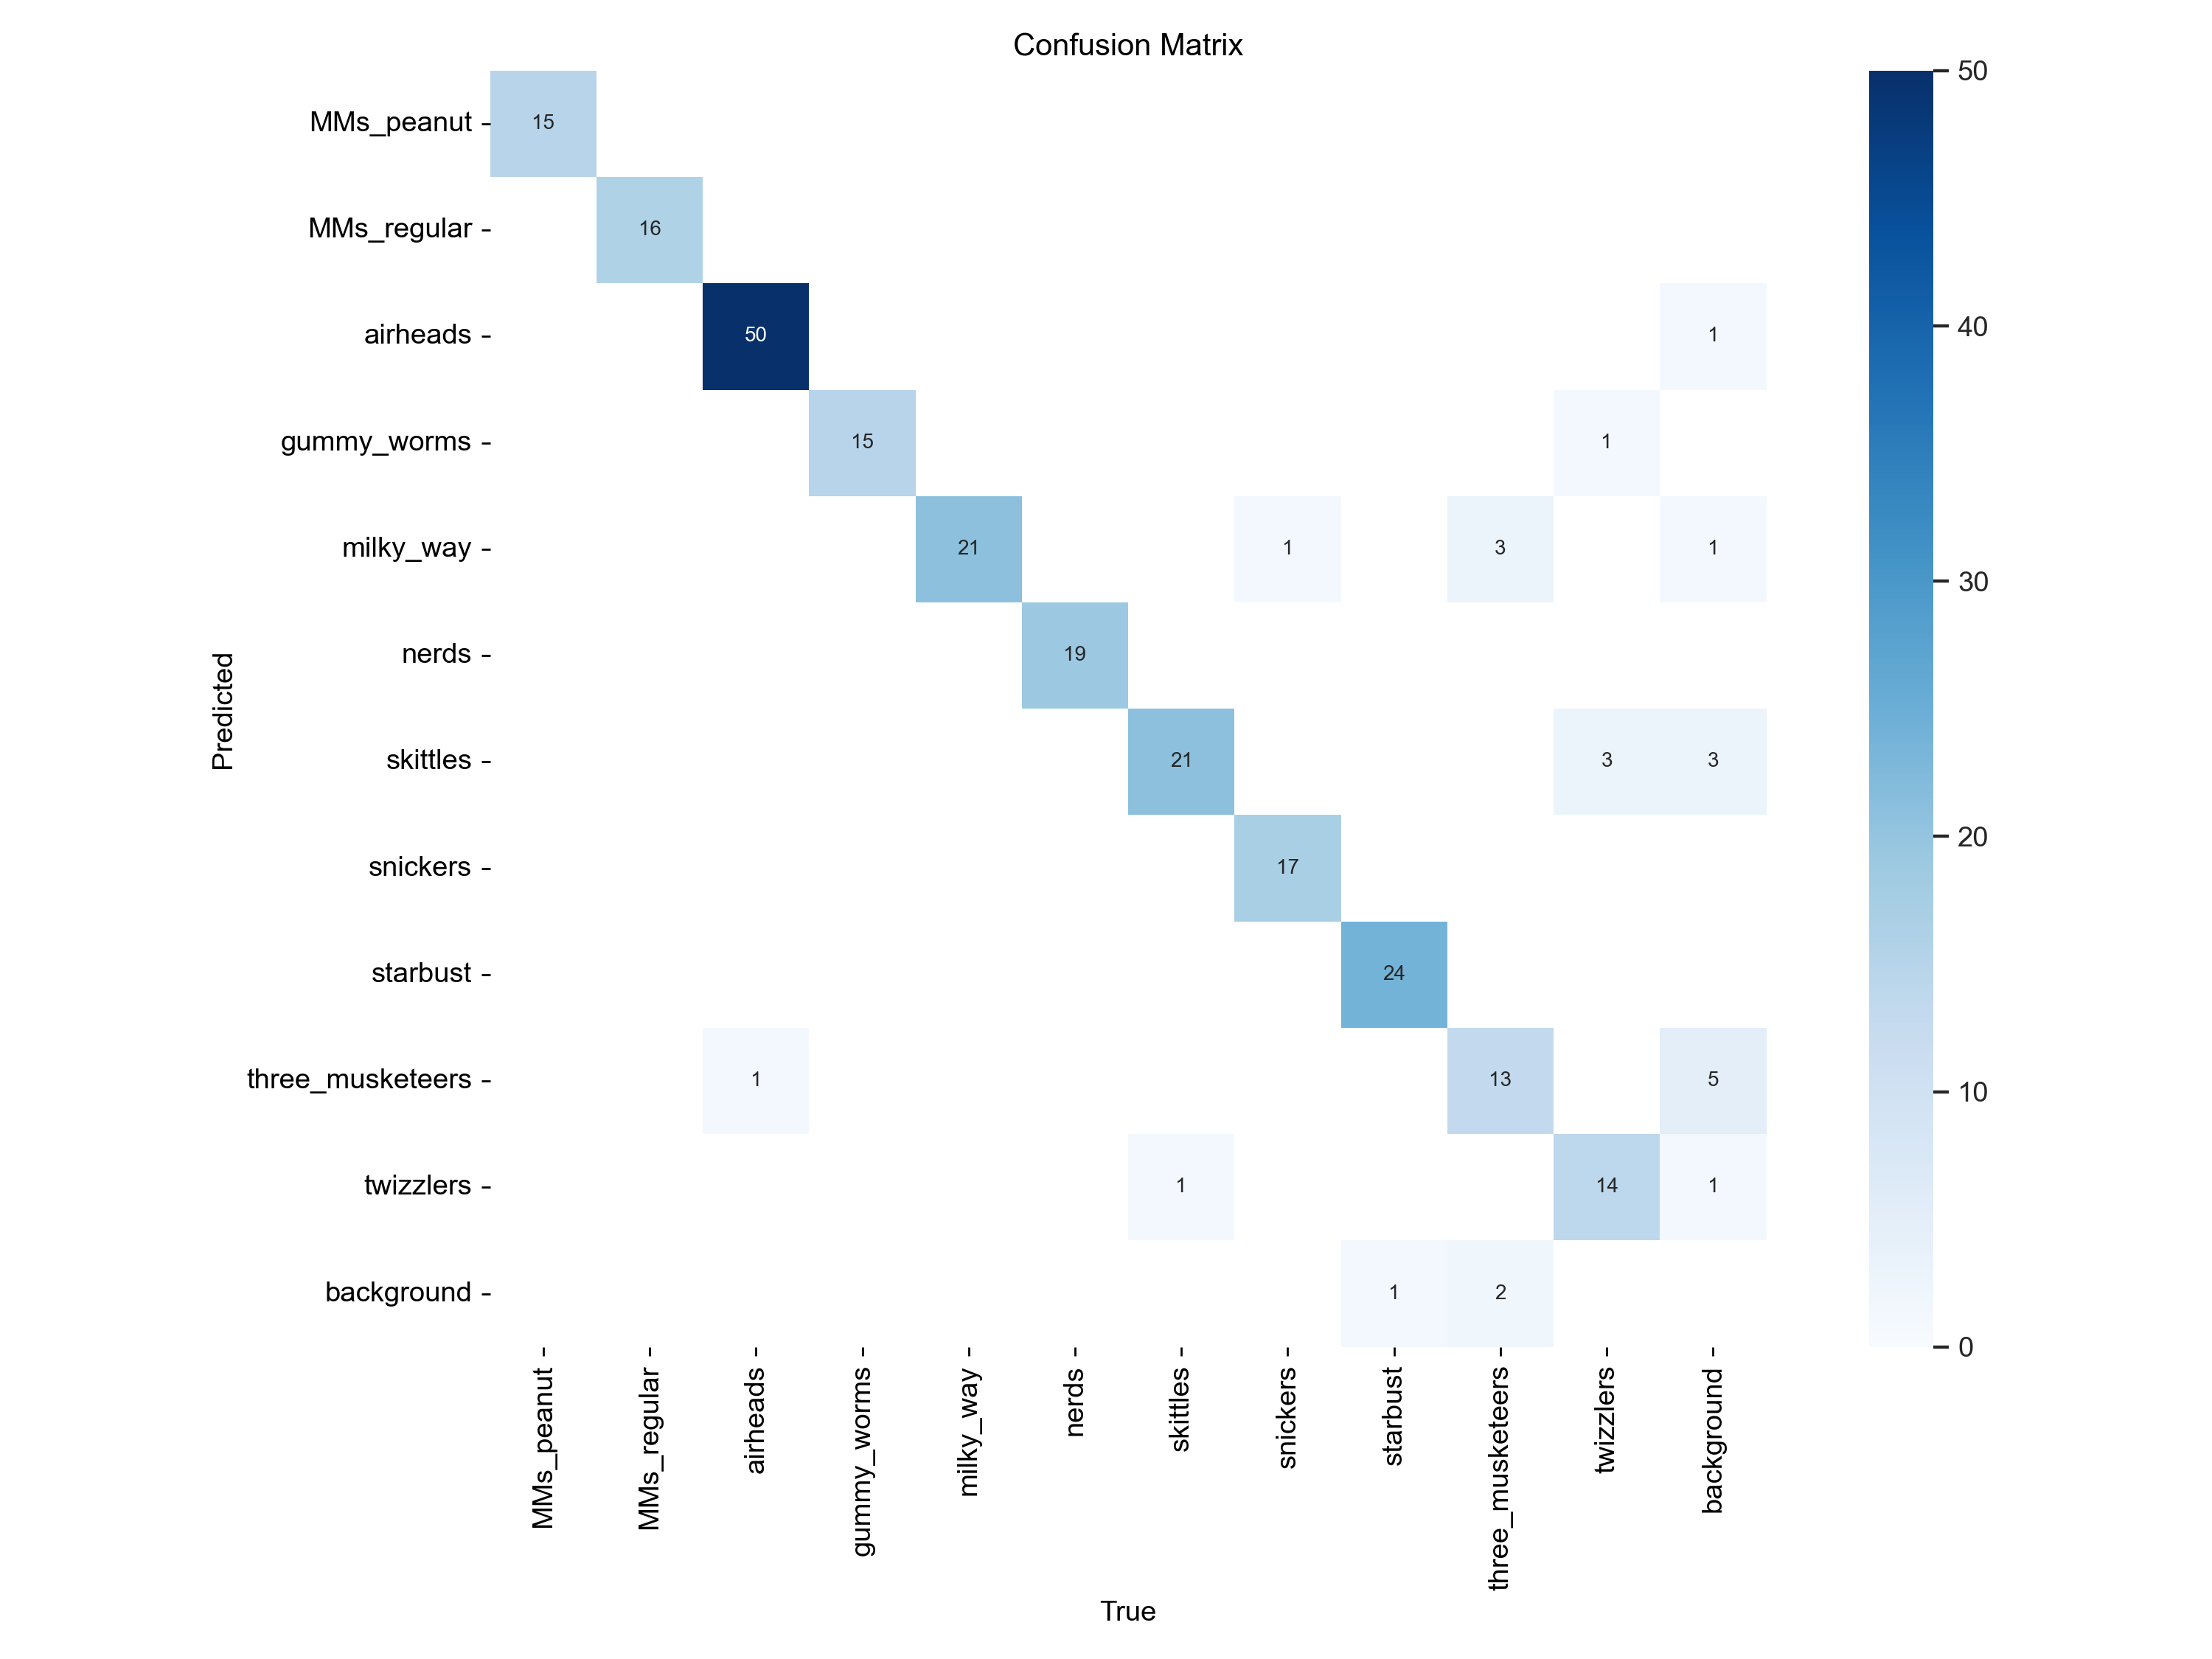 Confusion Matrix
MMs_peanut
15
MMs_regular
16
airheads
50 1
gummy_worms
15 1
milky_way
21 1 3 1
nerds
19
skittles
21 3 3
snickers
17
starbust
24
three_musketeers
1 13 5
twizzlers
1 14 1
background
1 2
Predicted
MMs_peanut
MMs_regular
airheads
gummy_worms
milky_way
nerds
skittles
snickers
starbust
three_musketeers
twizzlers
background
True
50
40
30
20
10
0